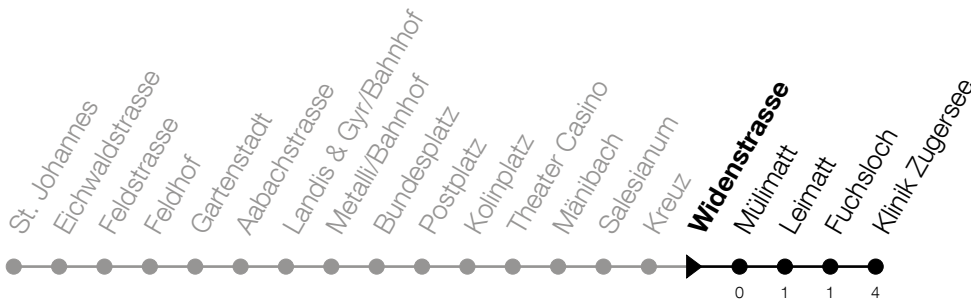 St. Johannes
Eichwaldstrasse
Feldstrasse
Feldhof
Gartenstadt
Aabachstrasse
Landis & Gyr/Bahnhof
Metalli/Bahnhof
Bundesplatz
Postplatz
Kolinplatz
Theater Casino
Mänibach
Salesianum
Kreuz
Widenstrasse
Mülimatt
Leimatt
Fuchsloch
Klinik Zugersee
0 1 1 4